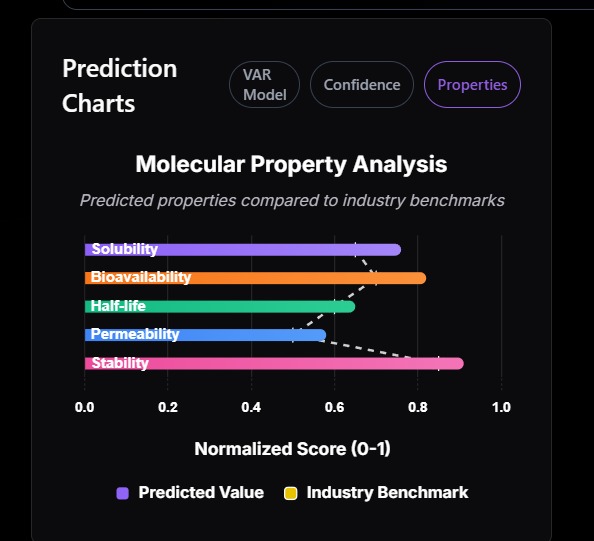 Prediction
Charts
VAR
Model
Confidence
Properties
Molecular Property Analysis
Predicted properties compared to industry benchmarks
Solubility
Bioavailability
Half-life
Permeability
Stability
0.0 0.2 0.4 0.6 0.8 1.0
Normalized Score (0-1)
Predicted Value Industry Benchmark